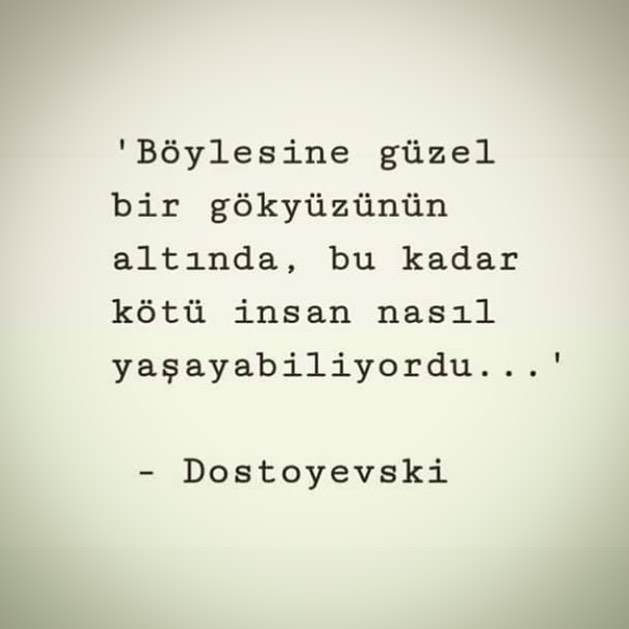 'Böylesine güzel
bir gökyüzünün
altında, bu kadar
kötü insan nasıl
yaşayabiliyordu...'
- Dostoyevski